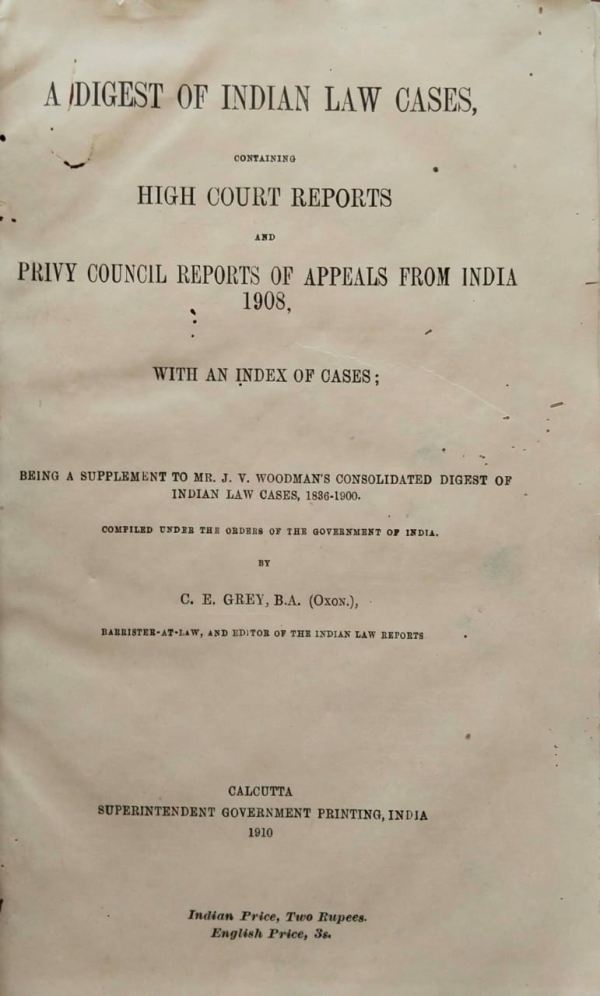 A DIGEST OF INDIAN LAW CASES,
CONTAINING
HIGH COURT REPORTS
AND
PRIVY COUNCIL REPORTS OF APPEALS FROM INDIA
1908,
WITH AN INDEX OF CASES;
BEING A SUPPLEMENT TO MR. J. V. WOODMAN'S CONSOLIDATED DIGEST OF
INDIAN LAW CASES, 1836-1900.
COMPILED UNDER THE ORDERS OF THE GOVERNMENT OF INDIA.
BY
C. E. GREY, B.A. (OXON.),
BARRISTER-AT-LAW, AND EDITOR OF THE INDIAN LAW REPORTS
CALCUTTA
SUPERINTENDENT GOVERNMENT PRINTING, INDIA
1910
Indian Price, Two Rupees.
English Price, 3s.